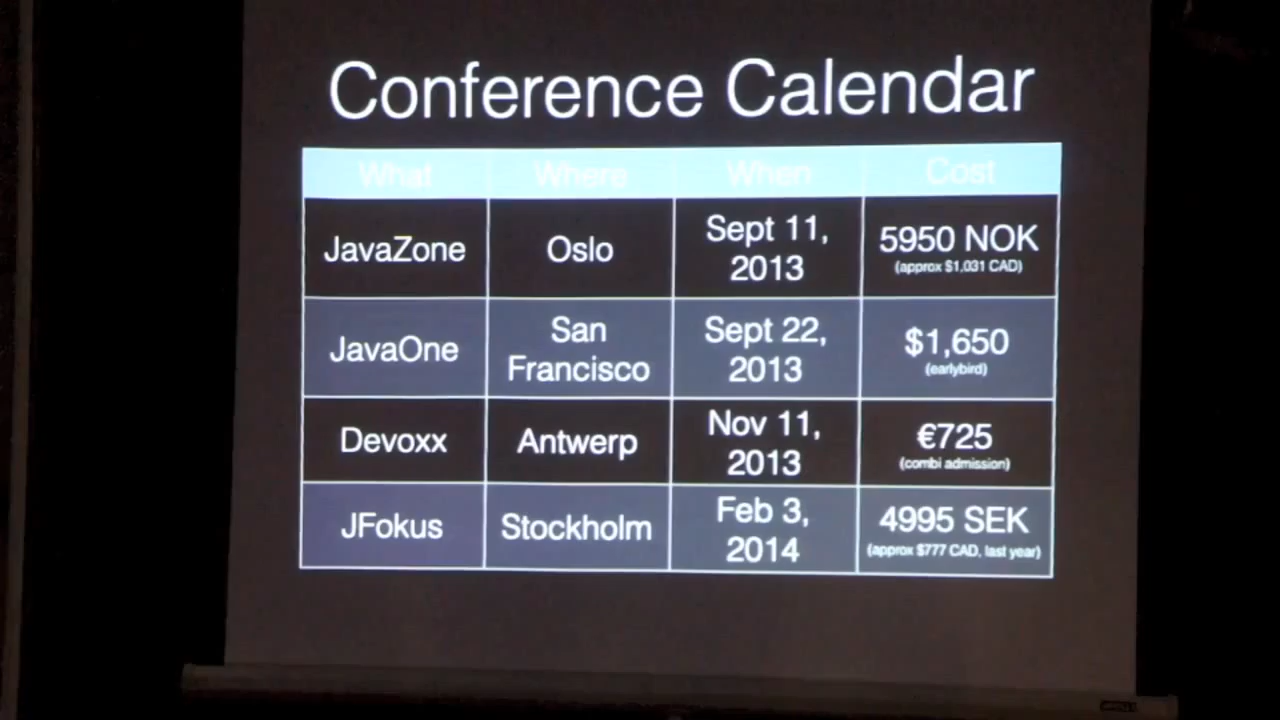 Conference Calendar
What Where When Cost
JavaZone Oslo Sept 11, 2013 5950 NOK (approx $1,031 CAD)
JavaOne San Francisco Sept 22, 2013 $1,650 (earlybird)
Devoxx Antwerp Nov 11, 2013 €725 (combi admission)
JFokus Stockholm Feb 3, 2014 4995 SEK (approx $777 CAD, last year)